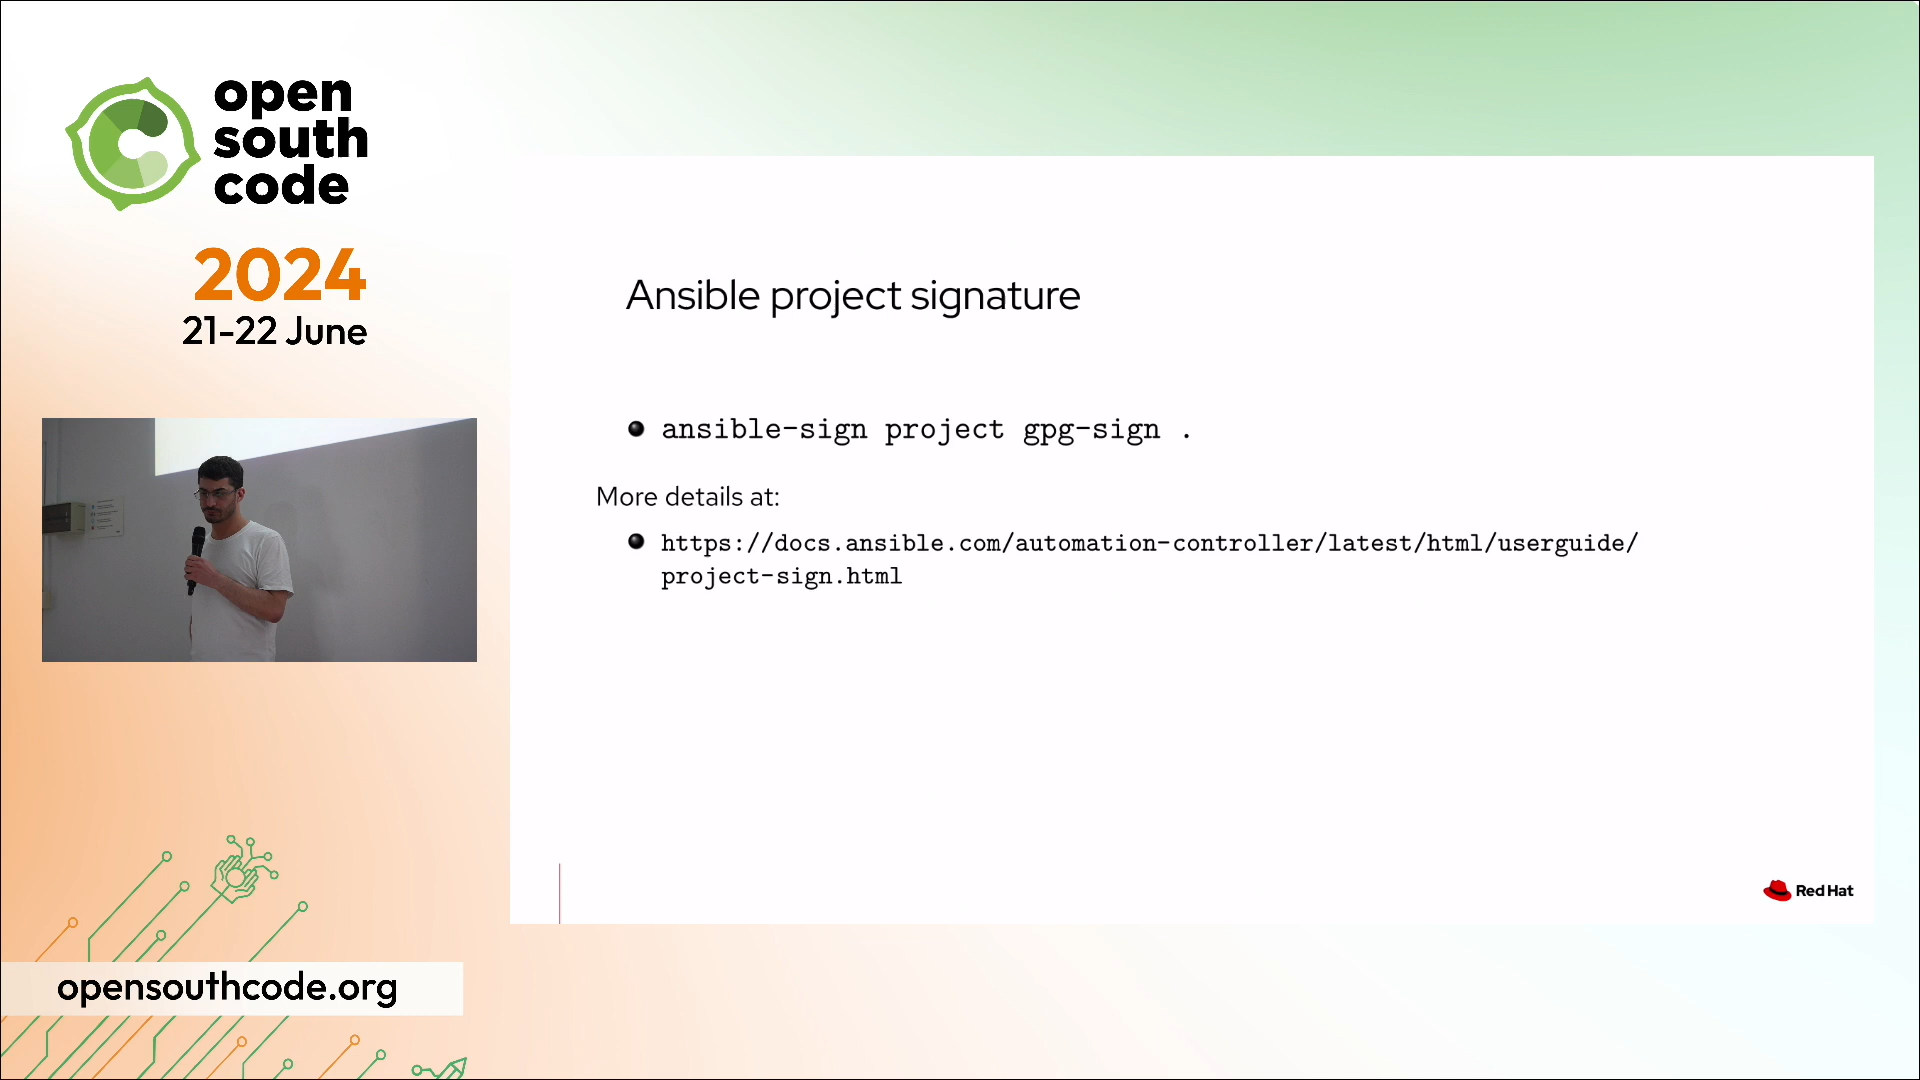 open
south
code
2024
21-22 June
Ansible project signature
ansible-sign project gpg-sign .
More details at:
https://docs.ansible.com/automation-controller/latest/html/userguide/
project-sign.html
Red Hat
opensouthcode.org